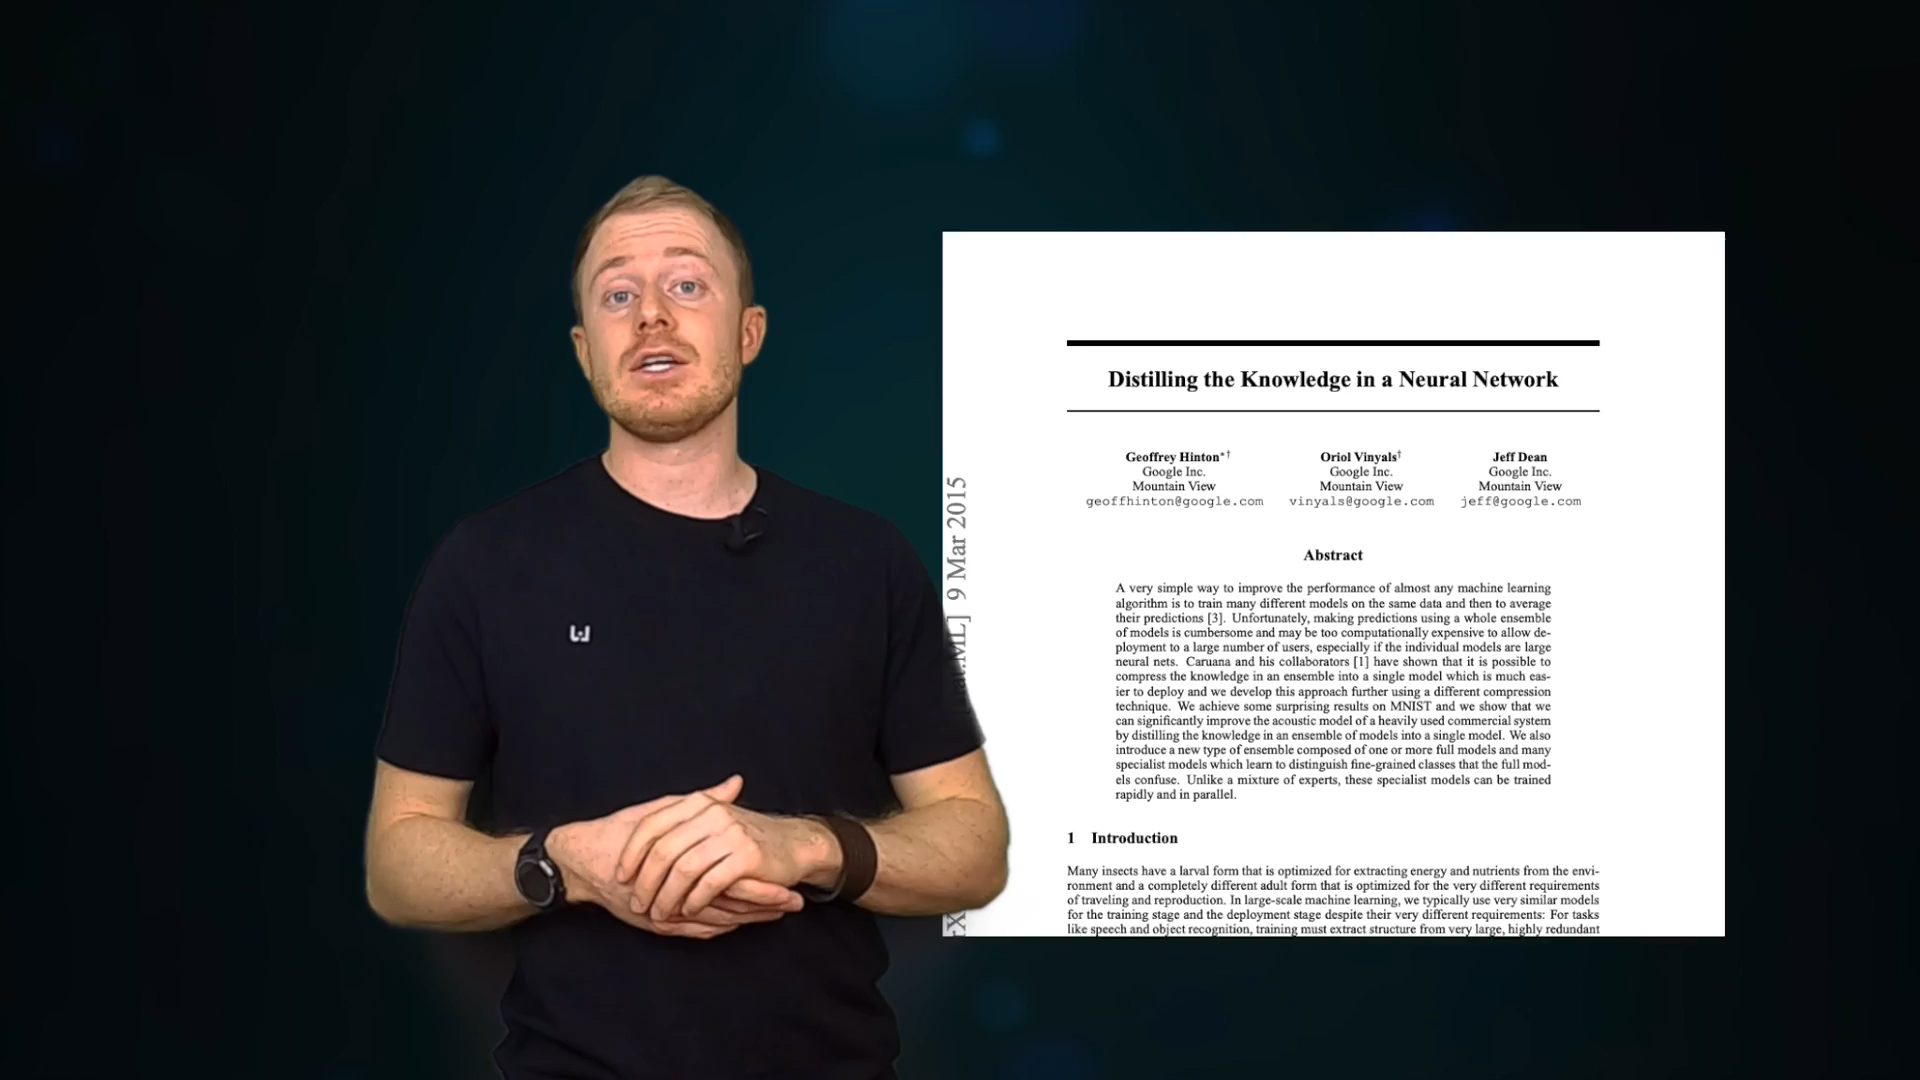 Distilling the Knowledge in a Neural Network
Geoffrey Hinton*†
Google Inc.
Mountain View
geoffhinton@google.com
Oriol Vinyals†
Google Inc.
Mountain View
vinyals@google.com
Jeff Dean
Google Inc.
Mountain View
jeff@google.com
9 Mar 2015
Abstract
A very simple way to improve the performance of almost any machine learning
algorithm is to train many different models on the same data and then to average
their predictions [3]. Unfortunately, making predictions using a whole ensemble
of models is cumbersome and may be too computationally expensive to allow de-
ployment to a large number of users, especially if the individual models are large
neural nets. Caruana and his collaborators [1] have shown that it is possible to
compress the knowledge in an ensemble into a single model which is much eas-
ier to deploy and we develop this approach further using a different compression
technique. We achieve some surprising results on MNIST and we show that we
can significantly improve the acoustic model of a heavily used commercial system
by distilling the knowledge in an ensemble of models into a single model. We also
introduce a new type of ensemble composed of one or more full models and many
specialist models which learn to distinguish fine-grained classes that the full mod-
els confuse. Unlike a mixture of experts, these specialist models can be trained
rapidly and in parallel.
1 Introduction
Many insects have a larval form that is optimized for extracting energy and nutrients from the envi-
ronment and a completely different adult form that is optimized for the very different requirements
of traveling and reproduction. In large-scale machine learning, we typically use very similar models
for the training stage and the deployment stage despite their very different requirements: For tasks
like speech and object recognition, training must extract structure from very large, highly redundant